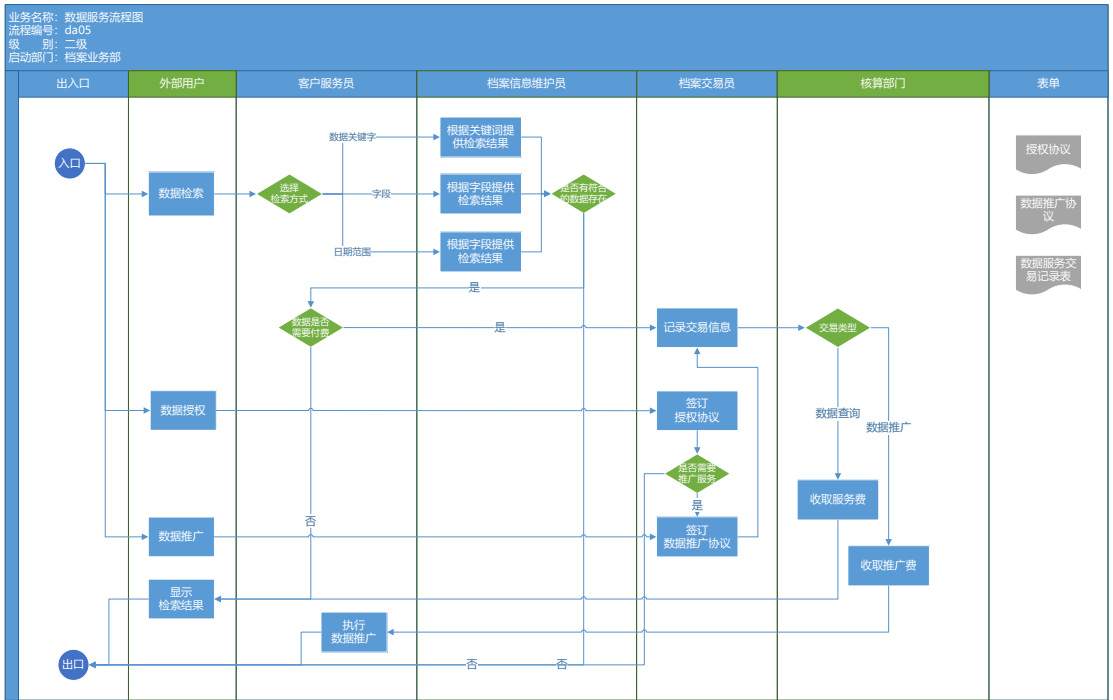 业务名称：数据服务流程图
流程编号：da05
级　　别：二级
启动部门：档案业务部
出入口
外部用户
客户服务员
档案信息维护员
档案交易员
核算部门
表单
入口
数据检索
选择
检索方式
数据关键字
字段
日期范围
根据关键词提
供检索结果
根据字段提供
检索结果
根据字段提供
检索结果
是否有符合
的数据存在
授权协议
数据推广协
议
数据服务交
易记录表
是
数据是否
需要付费
是
记录交易信息
交易类型
数据授权
签订
授权协议
数据查询
数据推广
是否需要
推广服务
是
收取服务费
否
数据推广
签订
数据推广协议
收取推广费
显示
检索结果
执行
数据推广
出口
否
否